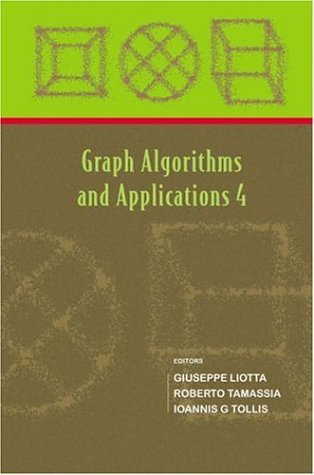 Graph Algorithms
and Applications 4
EDITORS
GIUSEPPE LIOTTA
ROBERTO TAMASSIA
IOANNIS G TOLLIS